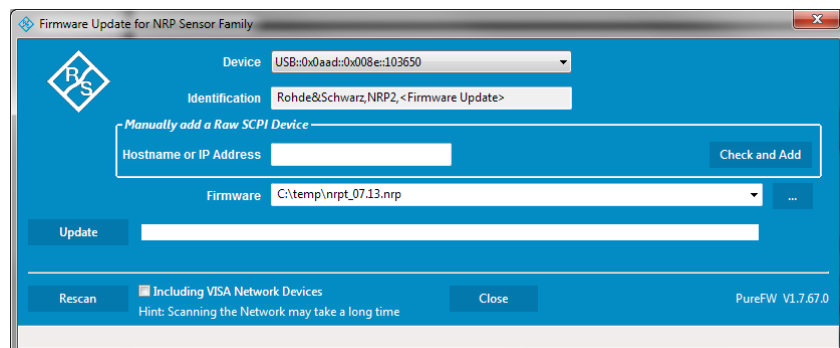 Firmware Update for NRP Sensor Family
R S
Device USB::0x0aad::0x008e::103650
Identification Rohde&Schwarz,NRP2,<Firmware Update>
Manually add a Raw SCPI Device
Hostname or IP Address Check and Add
Firmware C:\temp\nrpt_07.13.nrp ...
Update
Rescan Including VISA Network Devices Close PureFW V1.7.67.0
Hint: Scanning the Network may take a long time